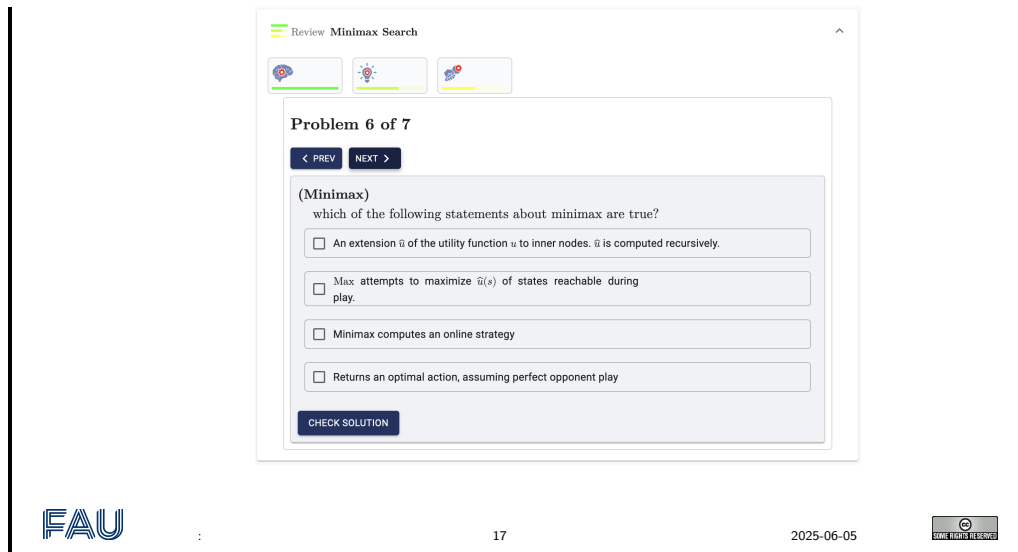 Review Minimax Search
Problem 6 of 7
PREV
NEXT
(Minimax)
which of the following statements about minimax are true?
An extension û of the utility function u to inner nodes. û is computed recursively.
Max attempts to maximize û(s) of states reachable during
play.
Minimax computes an online strategy
Returns an optimal action, assuming perfect opponent play
CHECK SOLUTION
FAU
:
17
2025-06-05
cc
SOME RIGHTS RESERVED